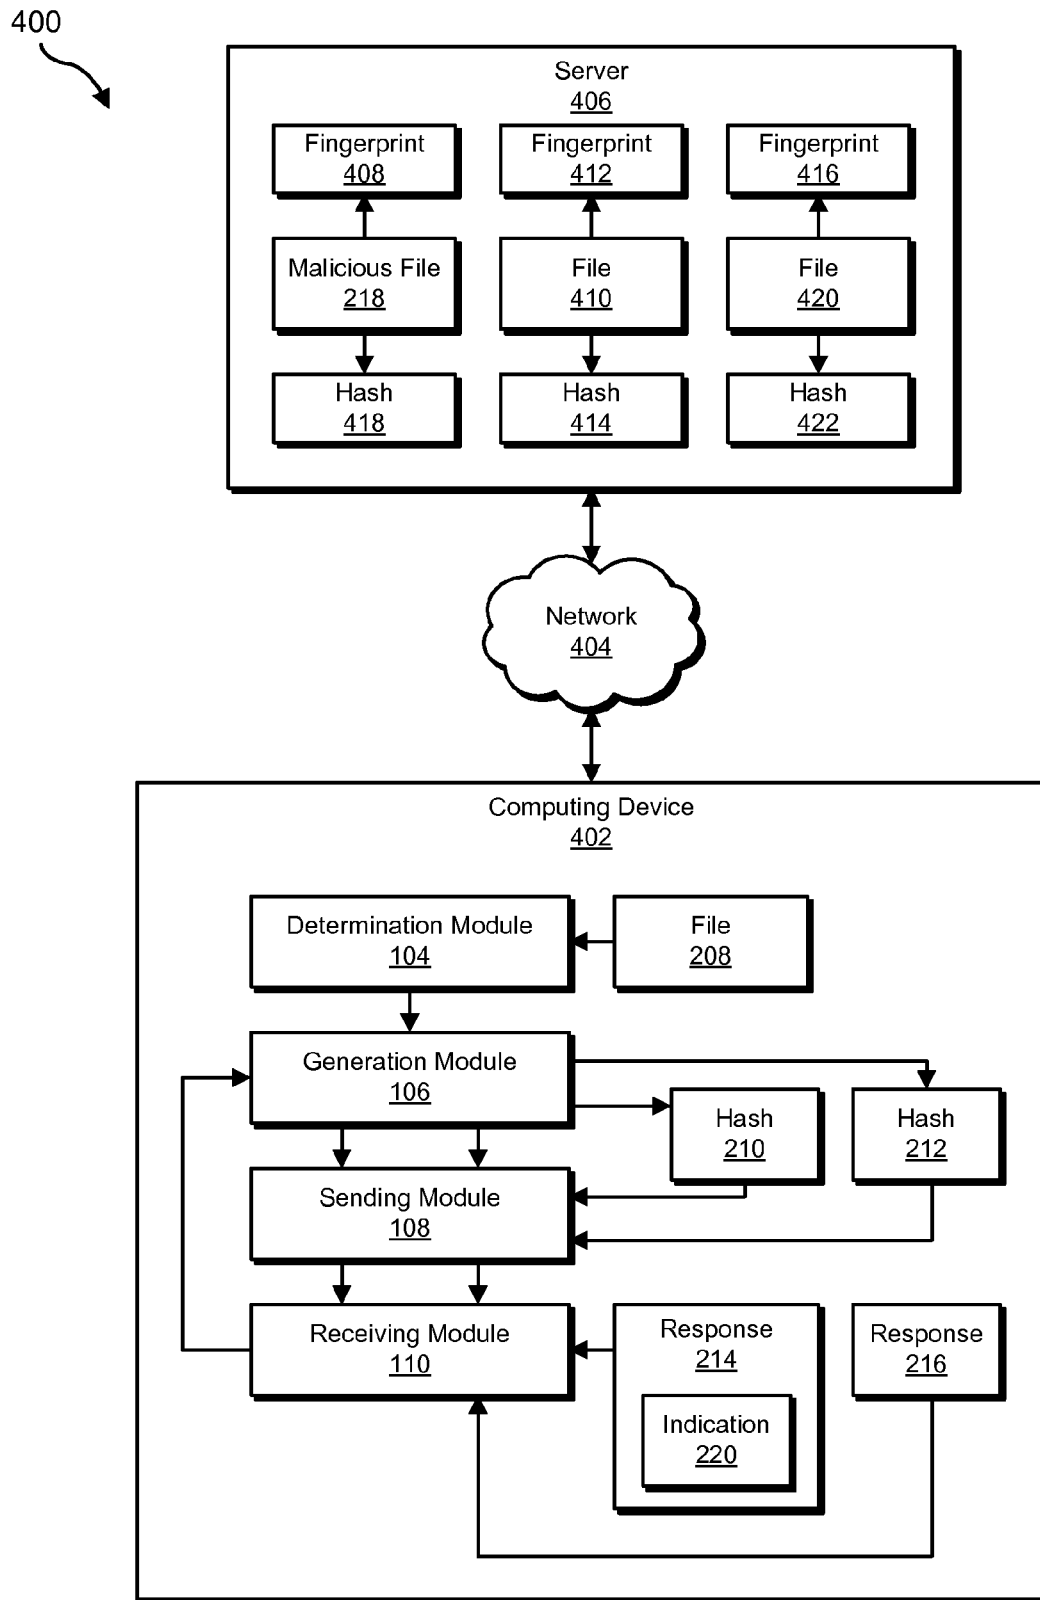 400
Server
406
Fingerprint
408
Fingerprint
412
Fingerprint
416
Malicious File
218
File
410
File
420
Hash
418
Hash
414
Hash
422
Network
404
Computing Device
402
Determination Module
104
File
208
Generation Module
106
Hash
210
Hash
212
Sending Module
108
Receiving Module
110
Response
214
Response
216
Indication
220